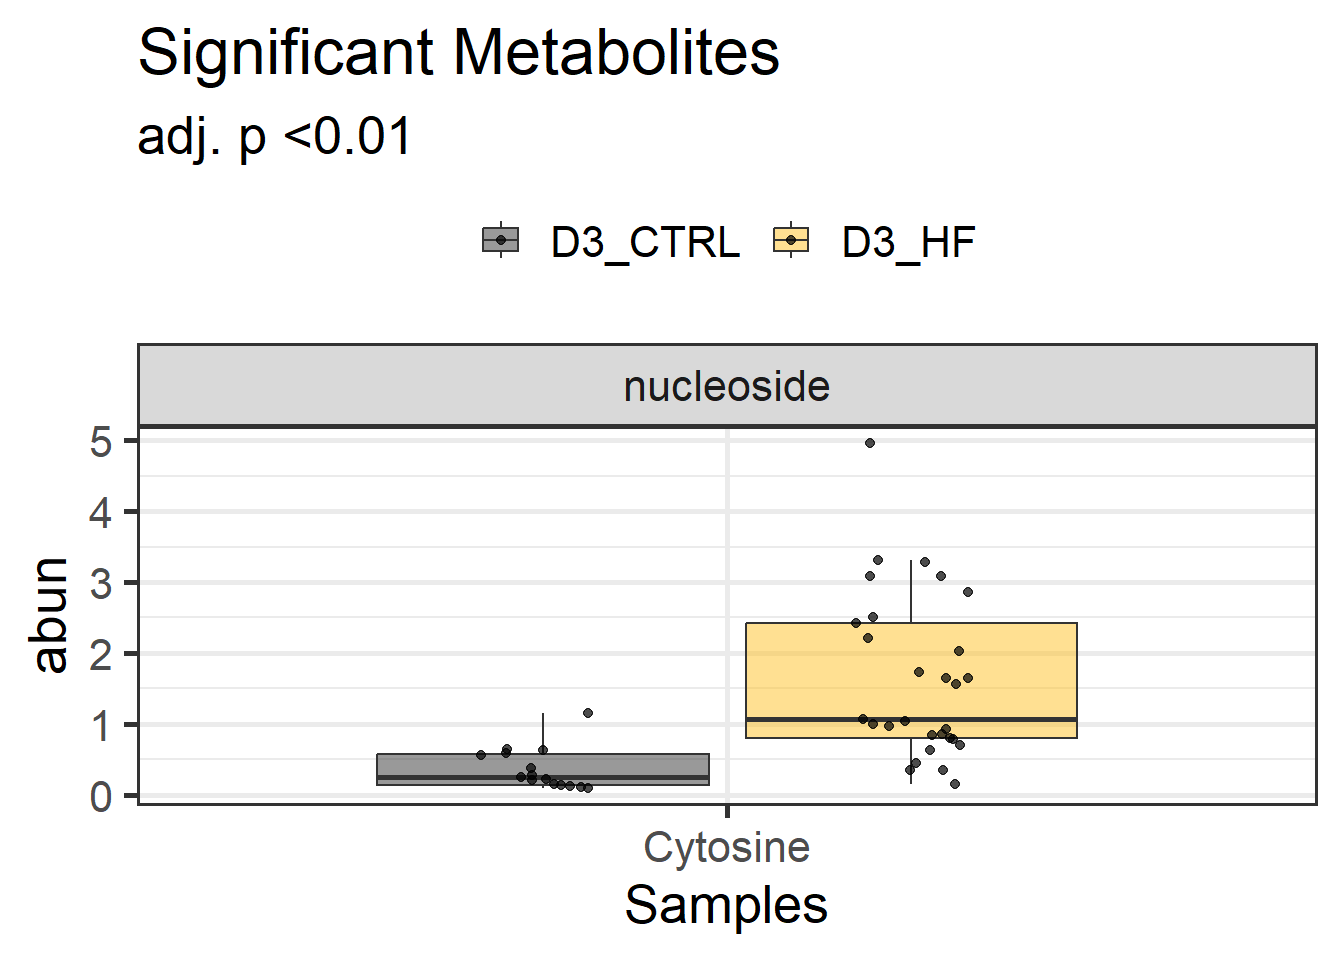 Significant Metabolites
adj. p <0.01
D3_CTRL D3_HF
nucleoside
5
4
3
2
1
0
abun
Cytosine
Samples